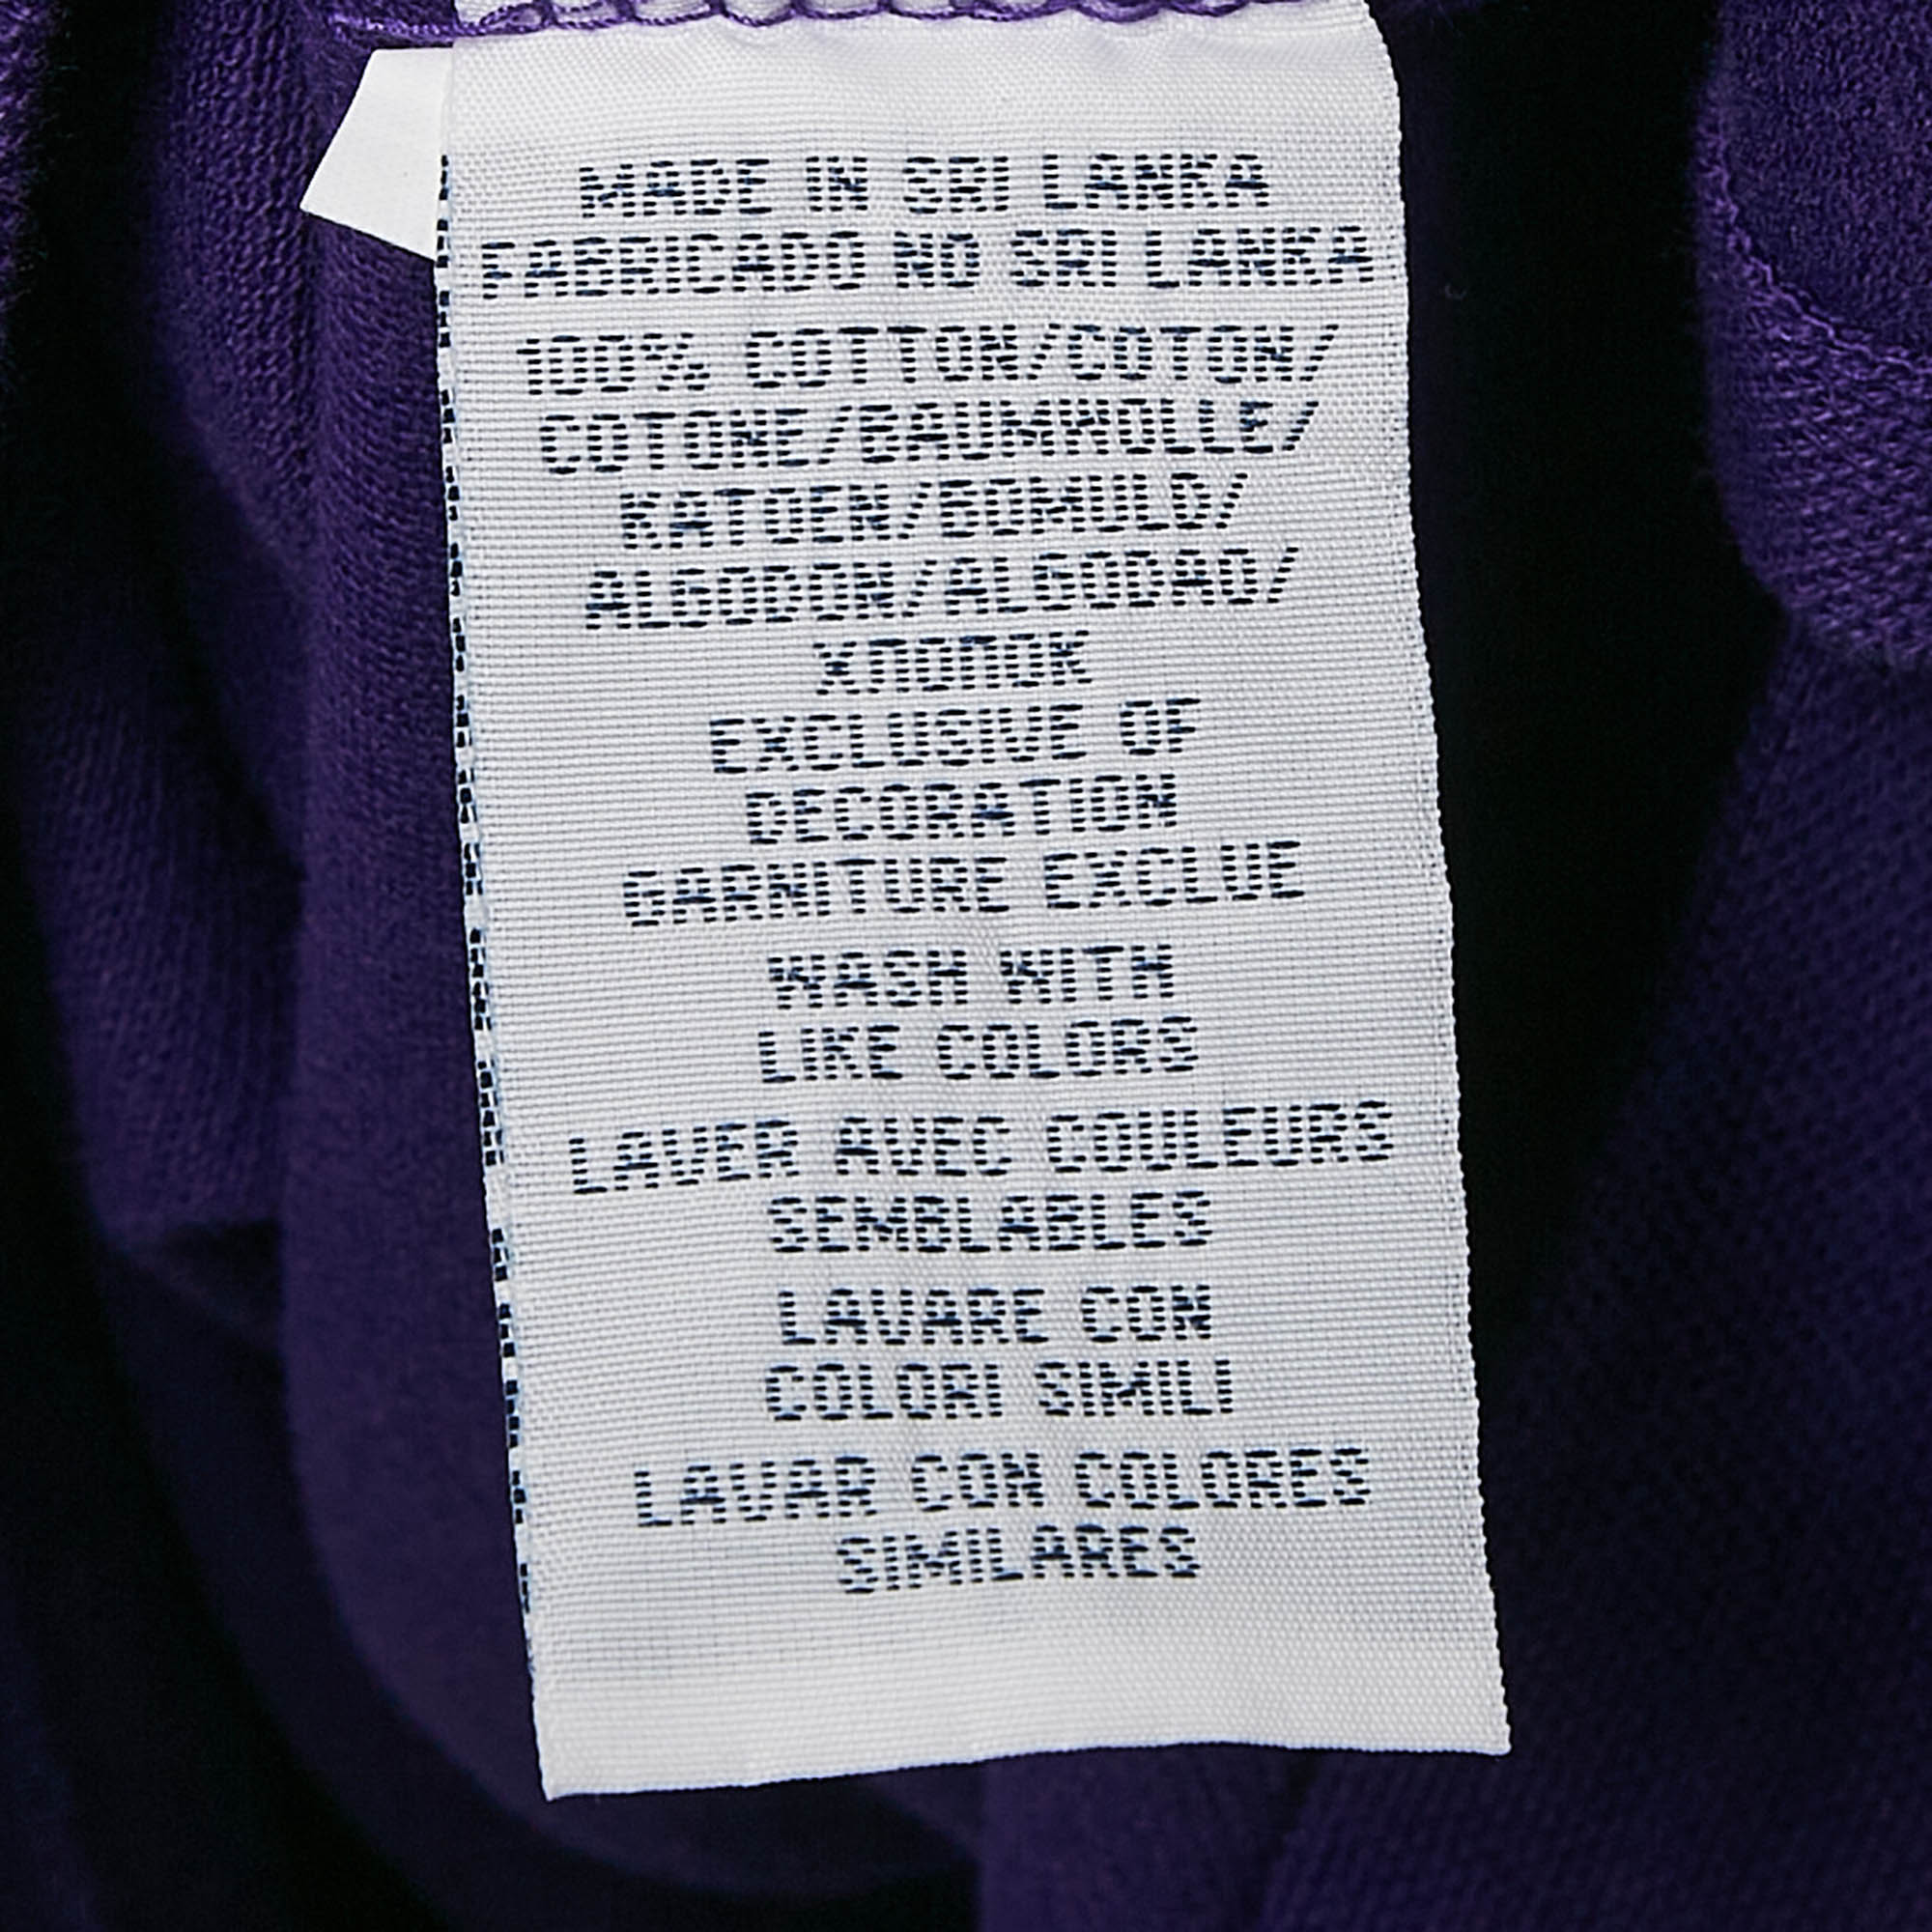 MADE IN SRI LANKA
FABRICADO NO SRI LANKA
100% COTTON/COTON/
COTONE/BAUMWOLLE/
KATOEN/BOMULD/
ALGODON/ALGODAO/
ХПОПОК
EXCLUSIVE OF
DECORATION
GARNITURE EXCLUE
WASH WITH
LIKE COLORS
LAVER AVEC COULEURS
SEMBLABLES
LAVARE CON
COLORI SIMILI
LAVAR CON COLORES
SIMILARES